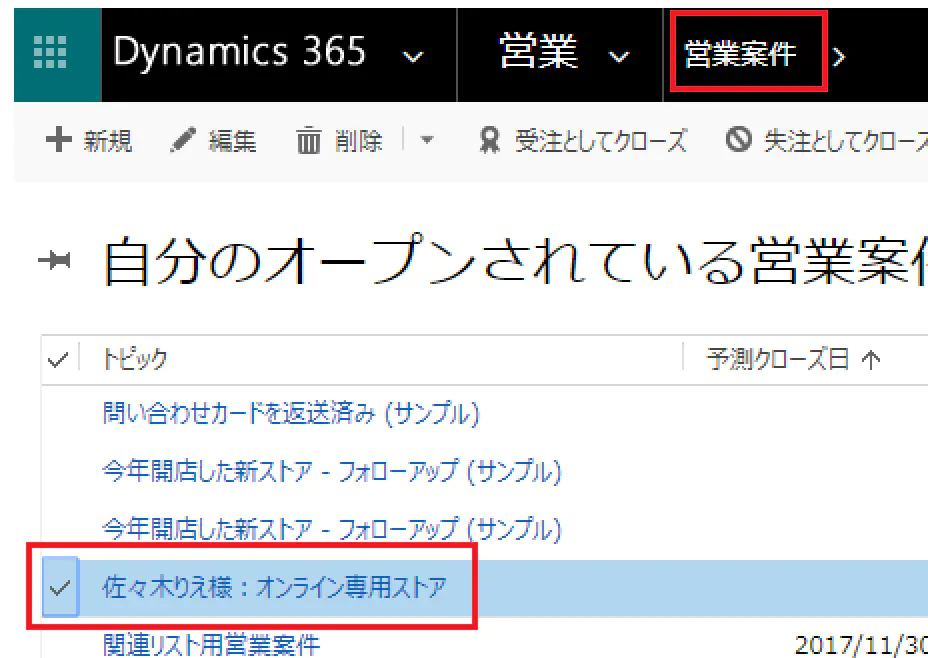 Dynamics 365 営業 営業案件
新規 編集 削除 受注としてクローズ 失注としてクローズ
自分のオープンされている営業案件
トピック 予測クローズ日
問い合わせカードを返送済み (サンプル)
今年開店した新ストア - フォローアップ (サンプル)
今年開店した新ストア - フォローアップ (サンプル)
佐々木りえ様：オンライン専用ストア
関連リスト用営業案件 2017/11/30